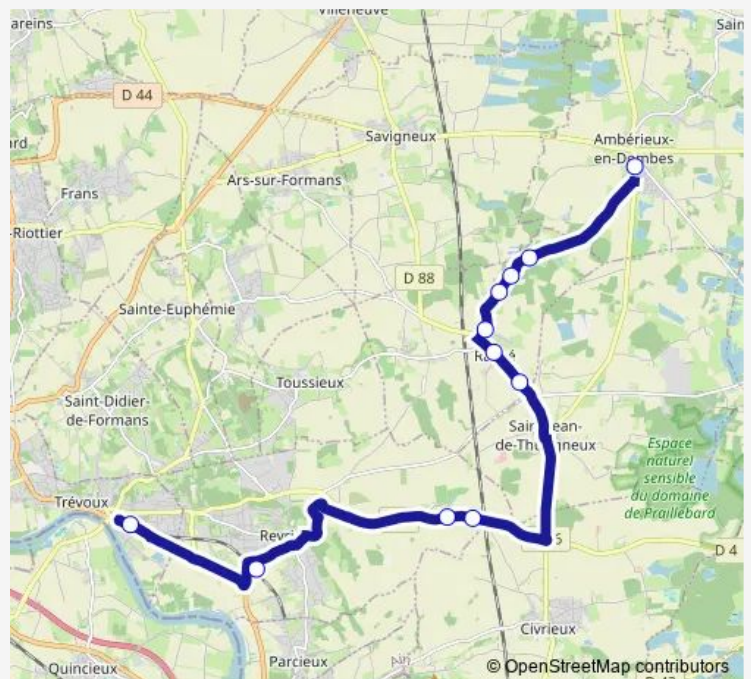 Villeneuve
areins
Sain
D 44
Savigneux
Ambérieux-
en-Dombes
Ars-sur-Formans
Frans
-Riottier
D 88
Sainte-Euphémie
Toussieux
Saint-Didier-
de-Formans
Espace
naturel
sensible
du domaine
de Praillebard
Trévoux
D 4
Civrieux
Parcieux
Quincieux
© OpenStreetMap contributors